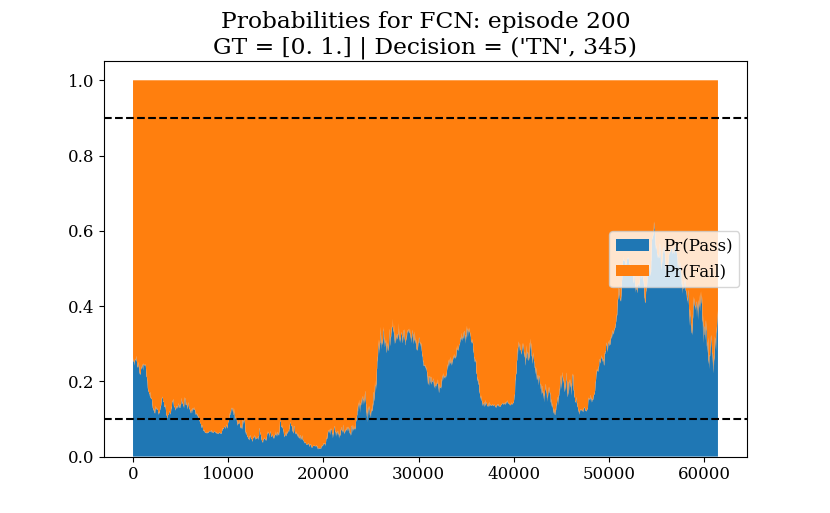 Probabilities for FCN: episode 200
GT = [0. 1.] | Decision = ('TN', 345)
1.0
0.8
0.6
0.4
0.2
0.0
Pr(Pass)
Pr(Fail)
0 10000 20000 30000 40000 50000 60000